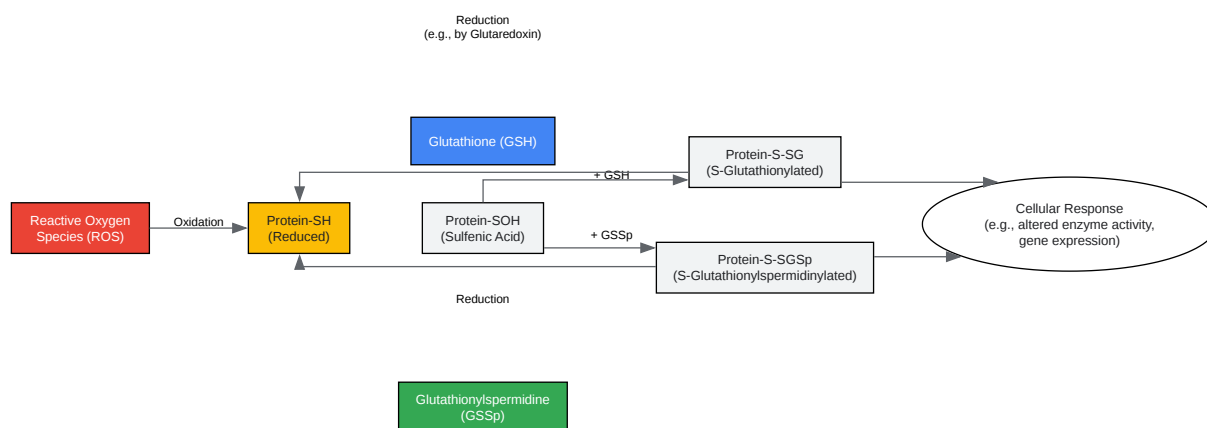 Reduction
(e.g., by Glutaredoxin)
Glutathione (GSH)
Protein-S-SG
(S-Glutathionylated)
+ GSH
Reactive Oxygen
Species (ROS)
Oxidation
Protein-SH
(Reduced)
Protein-SOH
(Sulfenic Acid)
+ GSSp
Protein-S-SGSp
(S-Glutathionylspermidinylated)
Cellular Response
(e.g., altered enzyme activity,
gene expression)
Reduction
Glutathionylspermidine
(GSSp)